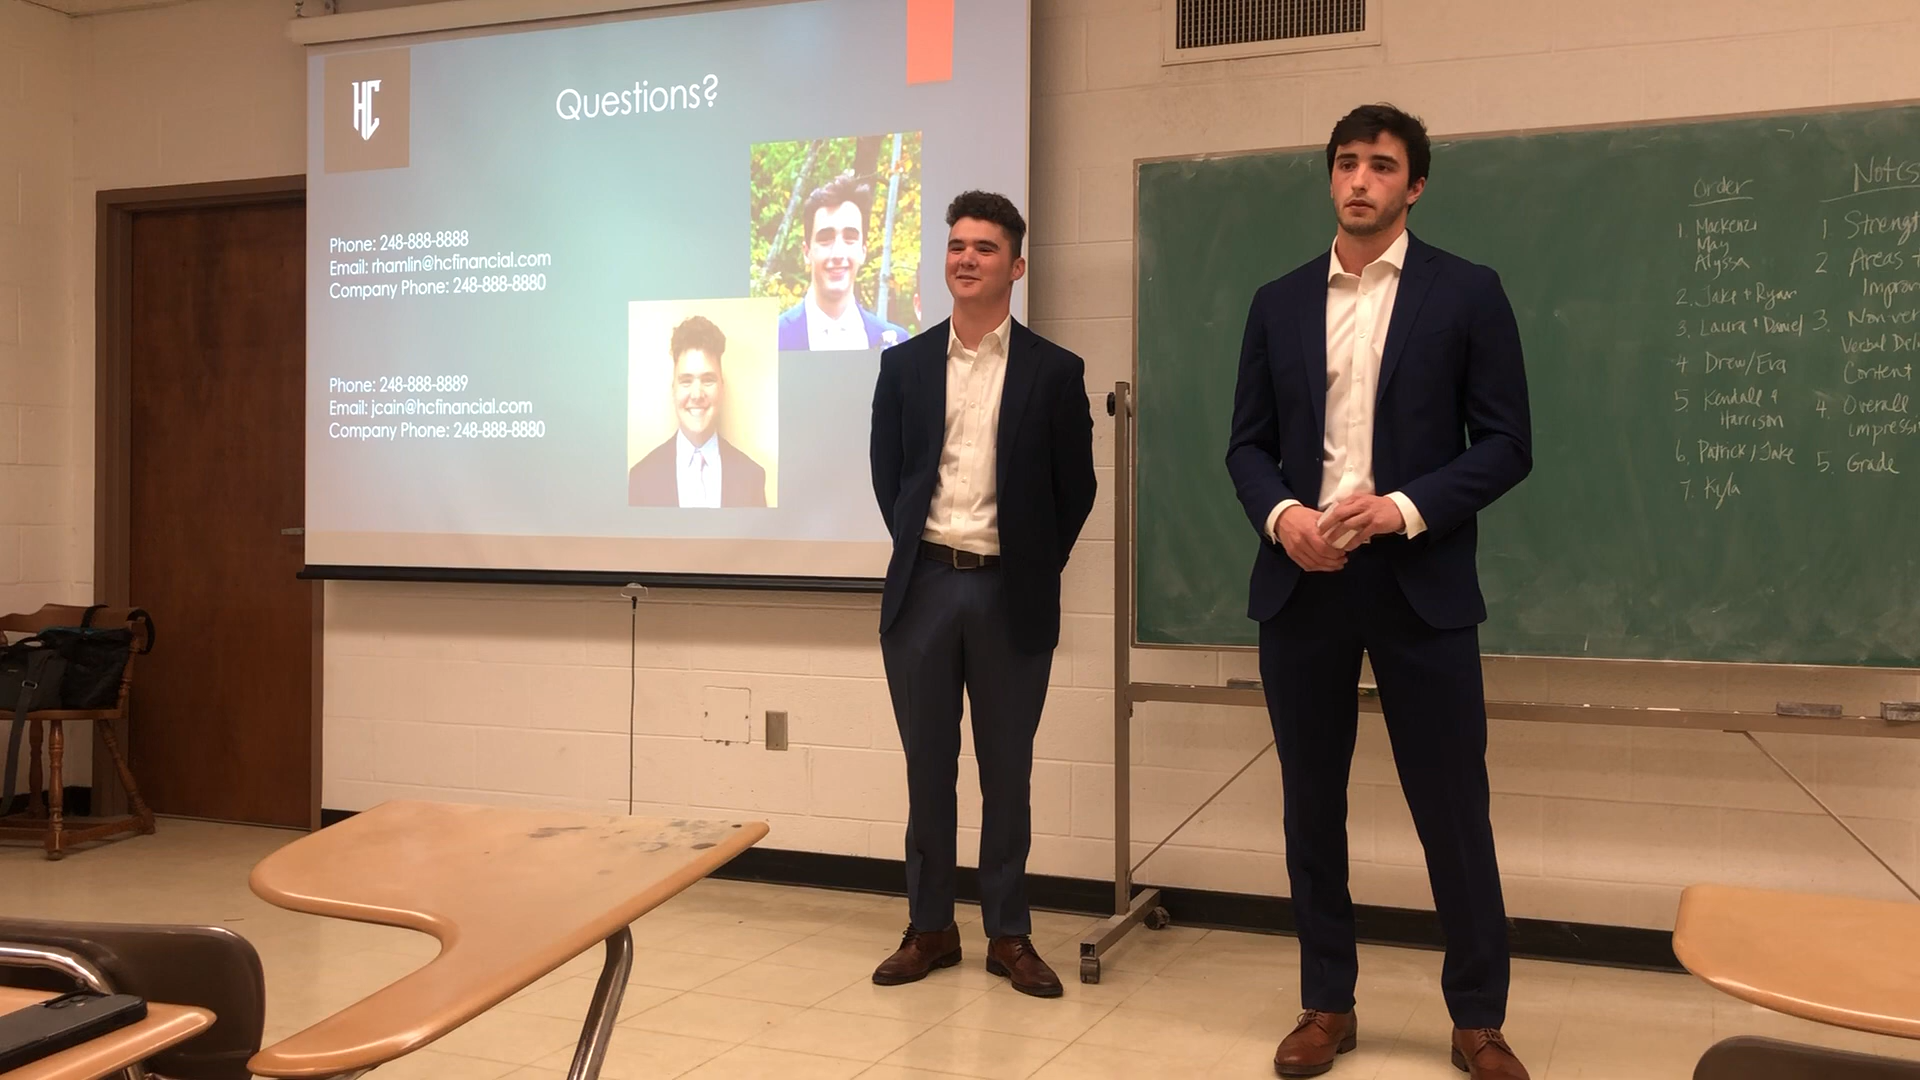 HC
Questions?
Phone: 248-888-8888
Email: rhamlin@hcfinancial.com
Company Phone: 248-888-8880
Phone: 248-888-8889
Email: jcain@hcfinancial.com
Company Phone: 248-888-8880
Order
1. Mackenzi
May
Alyssa
2. Jake + Ryan
3. Laura + Daniel
4 Drew/Eva
5. Kendall &
Harrison
6. Patrick / Jake
7. Kyla
Notes
1. Strengt
2. Areas
Improv
3. Nonver
Verbal Deli
Content
4. Overall
impressi
5. Grade